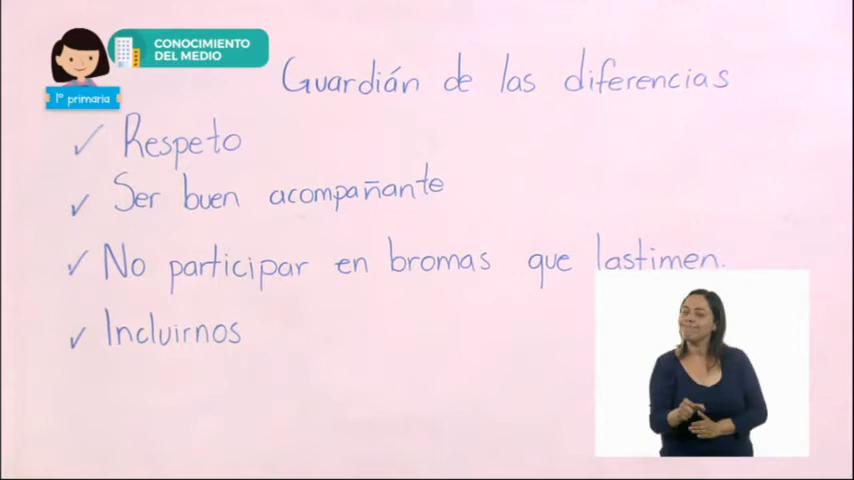 CONOCIMIENTO
DEL MEDIO
1° primaria
Guardián de las diferencias
✓ Respeto
✓ Ser buen acompañante
✓ No participar en bromas que lastimen.
✓ Incluirnos